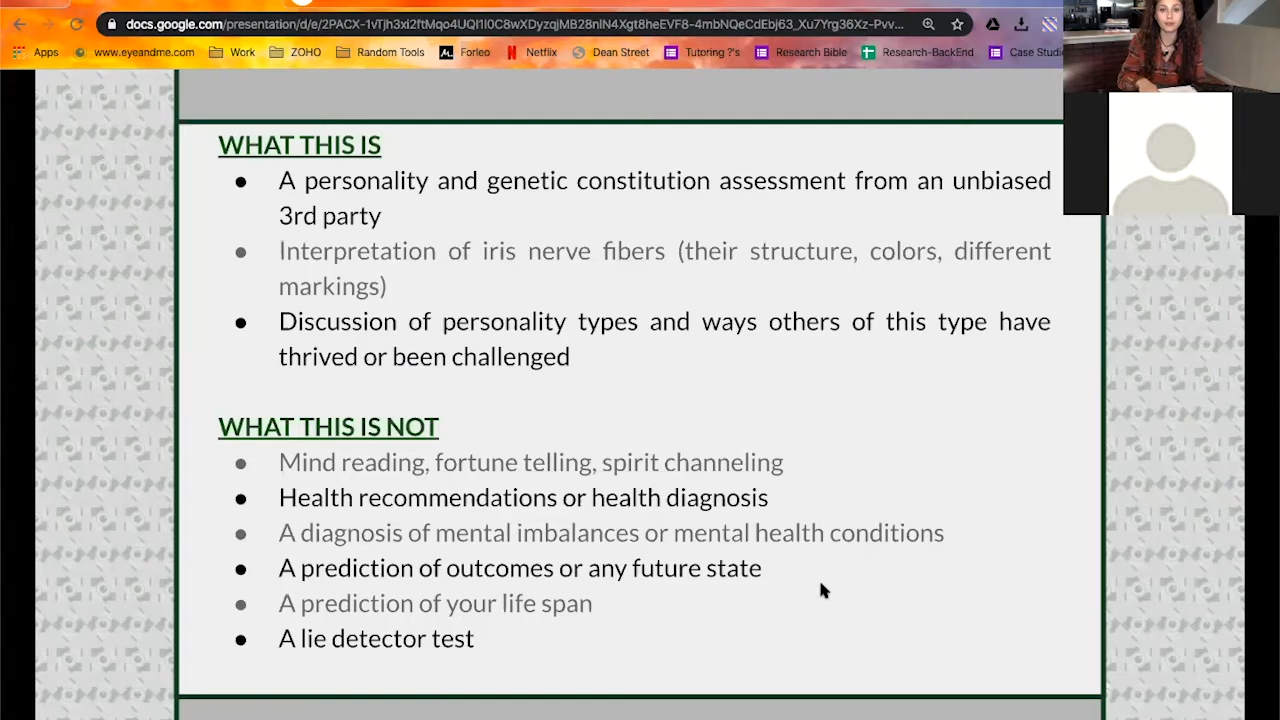 docs.google.com/presentation/d/e/2PACX-1vTjh3xi2ftMqo4UQI1I0C8wXDyzqjMB28nIN4Xgt8heEVF8-4mbNQeCdEbj63_Xu7Yrg36Xz-Pvv...
Apps www.eyeandme.com Work ZOHO Random Tools Forleo Netflix Dean Street Tutoring ?'s Research Bible Research-BackEnd Case Studi
WHAT THIS IS
● A personality and genetic constitution assessment from an unbiased
3rd party
● Interpretation of iris nerve fibers (their structure, colors, different
markings)
● Discussion of personality types and ways others of this type have
thrived or been challenged
WHAT THIS IS NOT
● Mind reading, fortune telling, spirit channeling
● Health recommendations or health diagnosis
● A diagnosis of mental imbalances or mental health conditions
● A prediction of outcomes or any future state
● A prediction of your life span
● A lie detector test